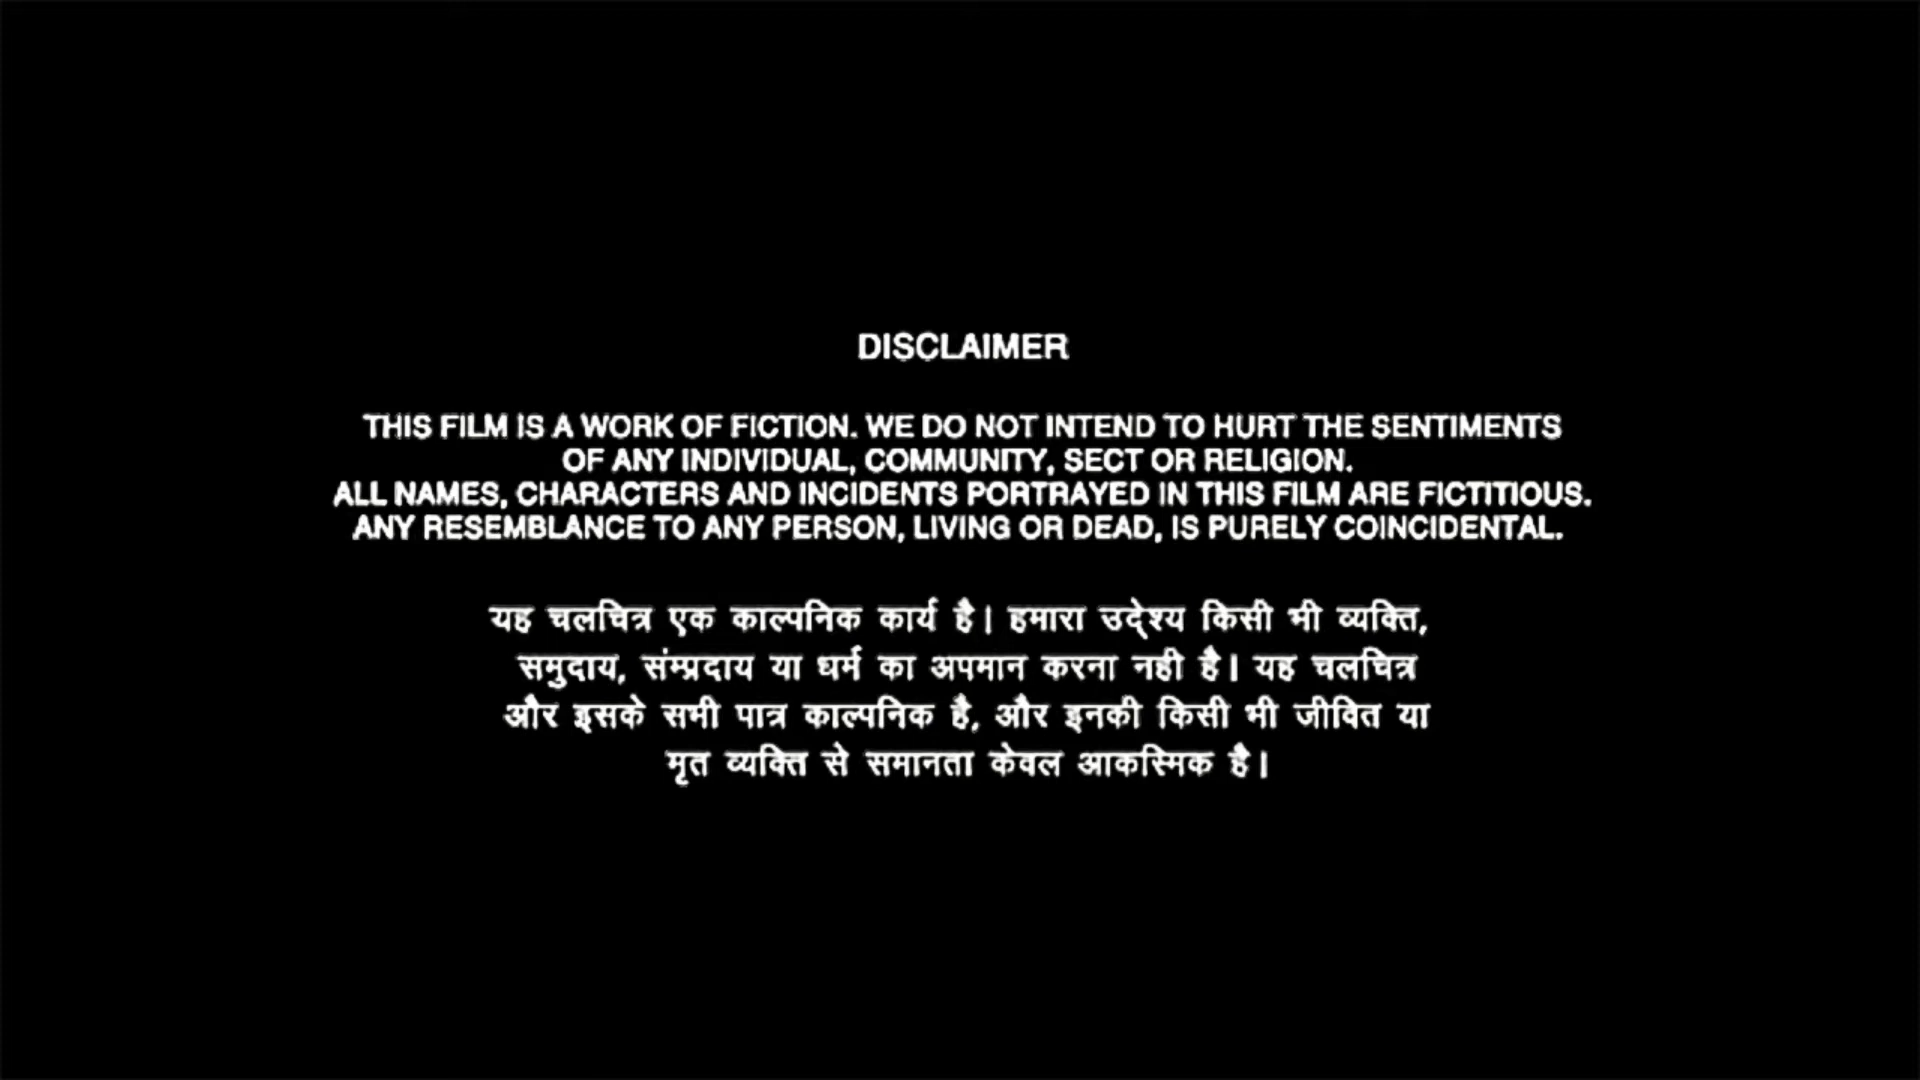 DISCLAIMER
THIS FILM IS A WORK OF FICTION. WE DO NOT INTEND TO HURT THE SENTIMENTS
OF ANY INDIVIDUAL, COMMUNITY, SECT OR RELIGION.
ALL NAMES, CHARACTERS AND INCIDENTS PORTRAYED IN THIS FILM ARE FICTITIOUS.
ANY RESEMBLANCE TO ANY PERSON, LIVING OR DEAD, IS PURELY COINCIDENTAL.
यह चलचित्र एक काल्पनिक कार्य है। हमारा उद्देश्य किसी भी व्यक्ति,
समुदाय, संम्प्रदाय या धर्म का अपमान करना नही है। यह चलचित्र
और इसके सभी पात्र काल्पनिक है, और इनकी किसी भी जीवित या
मृत व्यक्ति से समानता केवल आकस्मिक है।